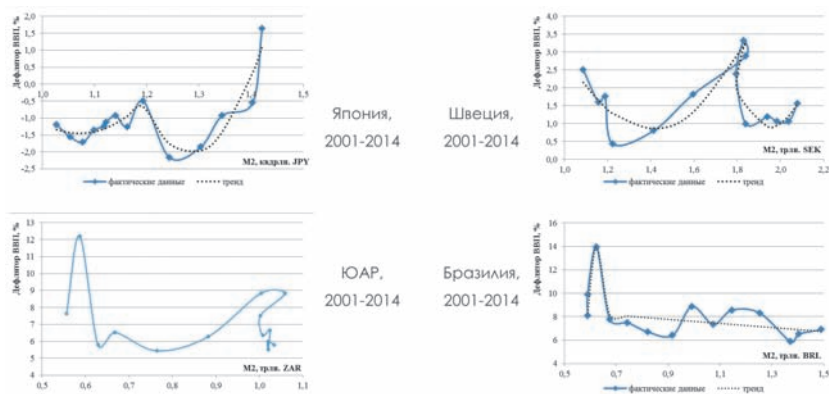 Дефлятор ВВП, %
2,0
1,5
1,0
0,5
0,0
-0,5
-1,0
-1,5
-2,0
-2,5
1,0 1,1 1,2 1,3 1,4 1,5
М2, квдрлн. JPY
фактические данные тренд
Япония,
2001-2014
Швеция,
2001-2014
Дефлятор ВВП, %
4,0
3,5
3,0
2,5
2,0
1,5
1,0
0,5
0,0
1,0 1,2 1,4 1,6 1,8 2,0 2,2
М2, трлн. SEK
фактические данные тренд
Дефлятор ВВП, %
13
12
11
10
9
8
7
6
5
4
0,5 0,6 0,7 0,8 0,9 1,0 1,1
М2, трлн. ZAR
ЮАР,
2001-2014
Бразилия,
2001-2014
Дефлятор ВВП, %
16
14
12
10
8
6
4
0,5 0,7 0,9 1,1 1,3 1,5
М2, трлн. BRL
фактические данные тренд